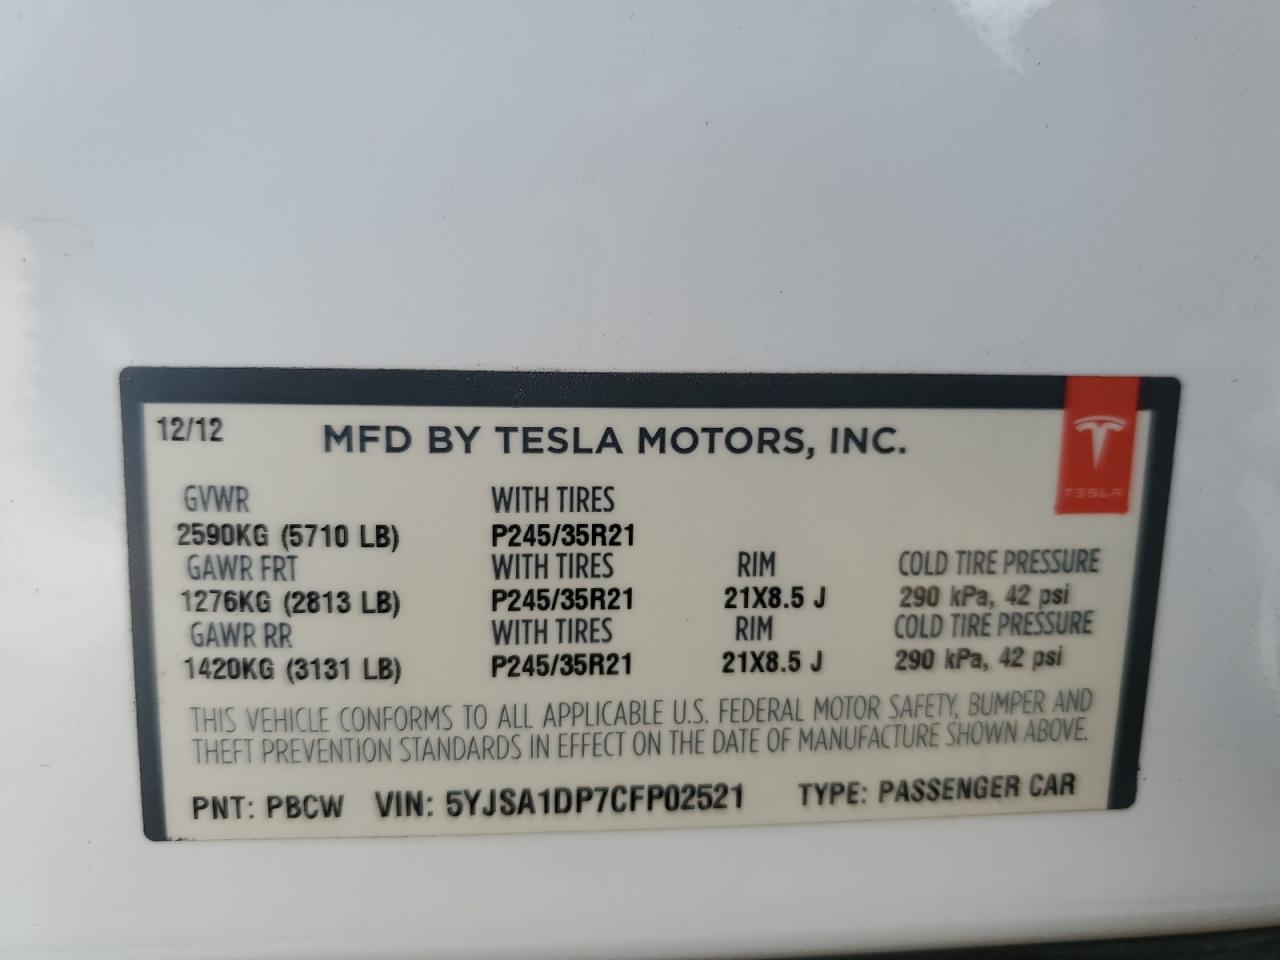 12/12 MFD BY TESLA MOTORS, INC.
TESLA
GVWR WITH TIRES
2590KG (5710 LB) P245/35R21
GAWR FRT WITH TIRES RIM COLD TIRE PRESSURE
1276KG (2813 LB) P245/35R21 21X8.5 J 290 kPa, 42 psi
GAWR RR WITH TIRES RIM COLD TIRE PRESSURE
1420KG (3131 LB) P245/35R21 21X8.5 J 290 kPa, 42 psi
THIS VEHICLE CONFORMS TO ALL APPLICABLE U.S. FEDERAL MOTOR SAFETY, BUMPER AND
THEFT PREVENTION STANDARDS IN EFFECT ON THE DATE OF MANUFACTURE SHOWN ABOVE.
PNT: PBCW VIN: 5YJSA1DP7CFP02521 TYPE: PASSENGER CAR